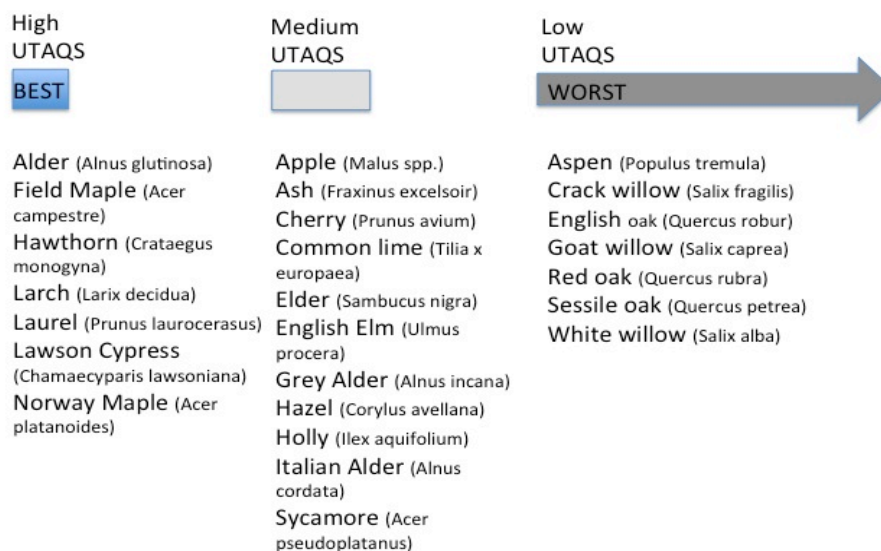 High
UTAQS
BEST
Alder (Alnus glutinosa)
Field Maple (Acer
campestre)
Hawthorn (Crataegus
monogyna)
Larch (Larix decidua)
Laurel (Prunus laurocerasus)
Lawson Cypress
(Chamaecyparis lawsoniana)
Norway Maple (Acer
platanoides)
Medium
UTAQS
Apple (Malus spp.)
Ash (Fraxinus excelsoir)
Cherry (Prunus avium)
Common lime (Tilia x
europaea)
Elder (Sambucus nigra)
English Elm (Ulmus
procera)
Grey Alder (Alnus incana)
Hazel (Corylus avellana)
Holly (Ilex aquifolium)
Italian Alder (Alnus
cordata)
Sycamore (Acer
pseudoplatanus)
Low
UTAQS
WORST
Aspen (Populus tremula)
Crack willow (Salix fragilis)
English oak (Quercus robur)
Goat willow (Salix caprea)
Red oak (Quercus rubra)
Sessile oak (Quercus petrea)
White willow (Salix alba)